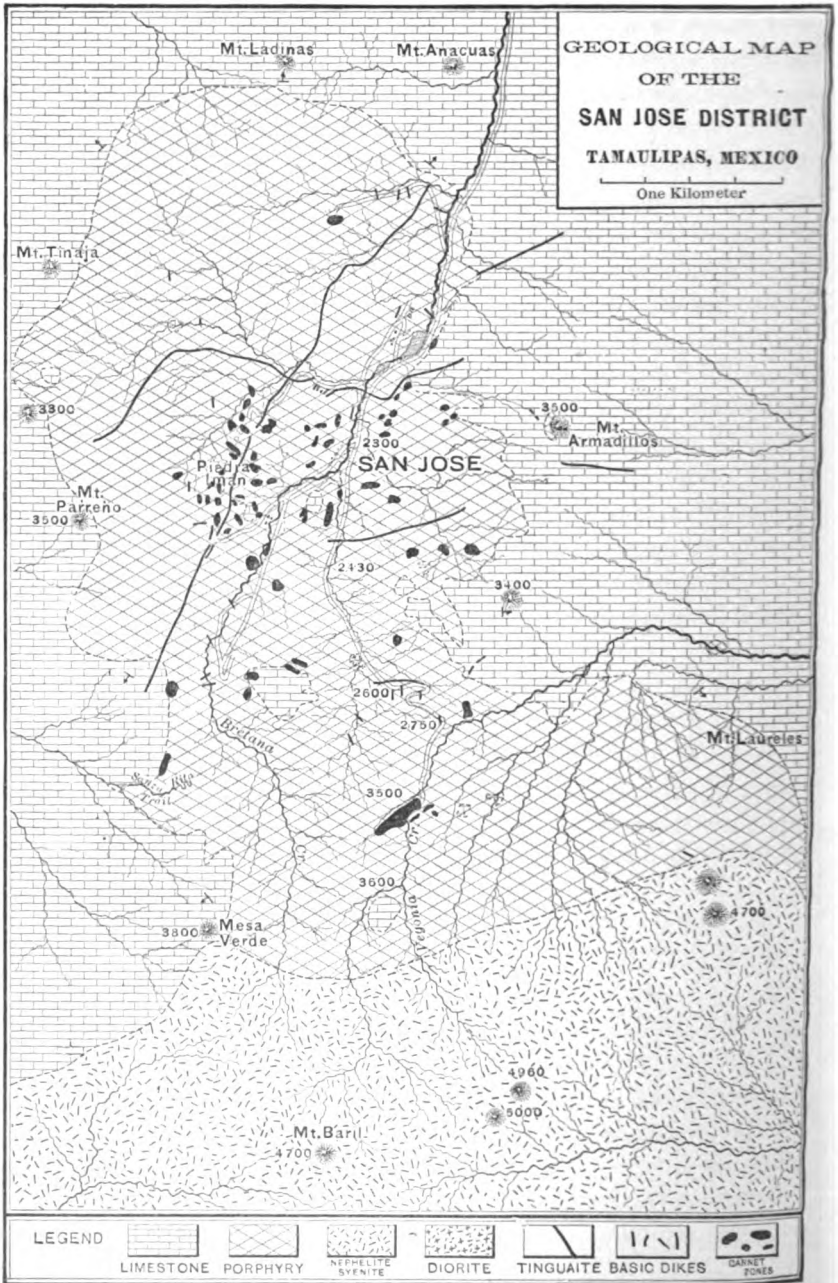 GEOLOGICAL MAP
OF THE
SAN JOSE DISTRICT
TAMAULIPAS, MEXICO
One Kilometer
Mt. Ladinas
Mt. Anacuas
Mt. Tinaja
3300
3500
Mt.
Armadillos
2300
SAN JOSE
Piedra
Iman
Mt.
Parreño
3500
2430
3400
2600
2750
Bretana
Cr.
Mt. Laureles
Trail
3500
Cr.
3600
3800
Mesa
Verde
4700
4960
5000
Mt. Baril
4700
LEGEND
LIMESTONE
PORPHYRY
NEPHELITE
SYENITE
DIORITE
TINGUAITE
BASIC DIKES
GARNET
ZONES